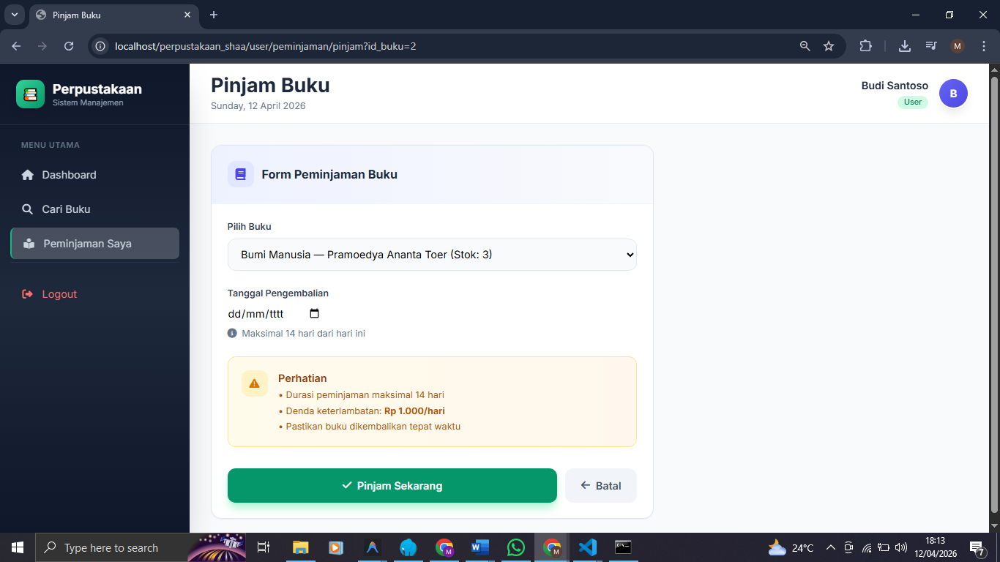 Pinjam Buku
localhost/perpustakaan_shaa/user/peminjaman/pinjam?id_buku=2
M
Perpustakaan
Sistem Manajemen
MENU UTAMA
Dashboard
Cari Buku
Peminjaman Saya
Logout
Pinjam Buku
Sunday, 12 April 2026
Budi Santoso
User
B
Form Peminjaman Buku
Pilih Buku
Bumi Manusia — Pramoedya Ananta Toer (Stok: 3)
Tanggal Pengembalian
dd/mm/tttt
Maksimal 14 hari dari hari ini
Perhatian
• Durasi peminjaman maksimal 14 hari
• Denda keterlambatan: Rp 1.000/hari
• Pastikan buku dikembalikan tepat waktu
Pinjam Sekarang
Batal
Type here to search
M
M
24°C
18:13
12/04/2026
7